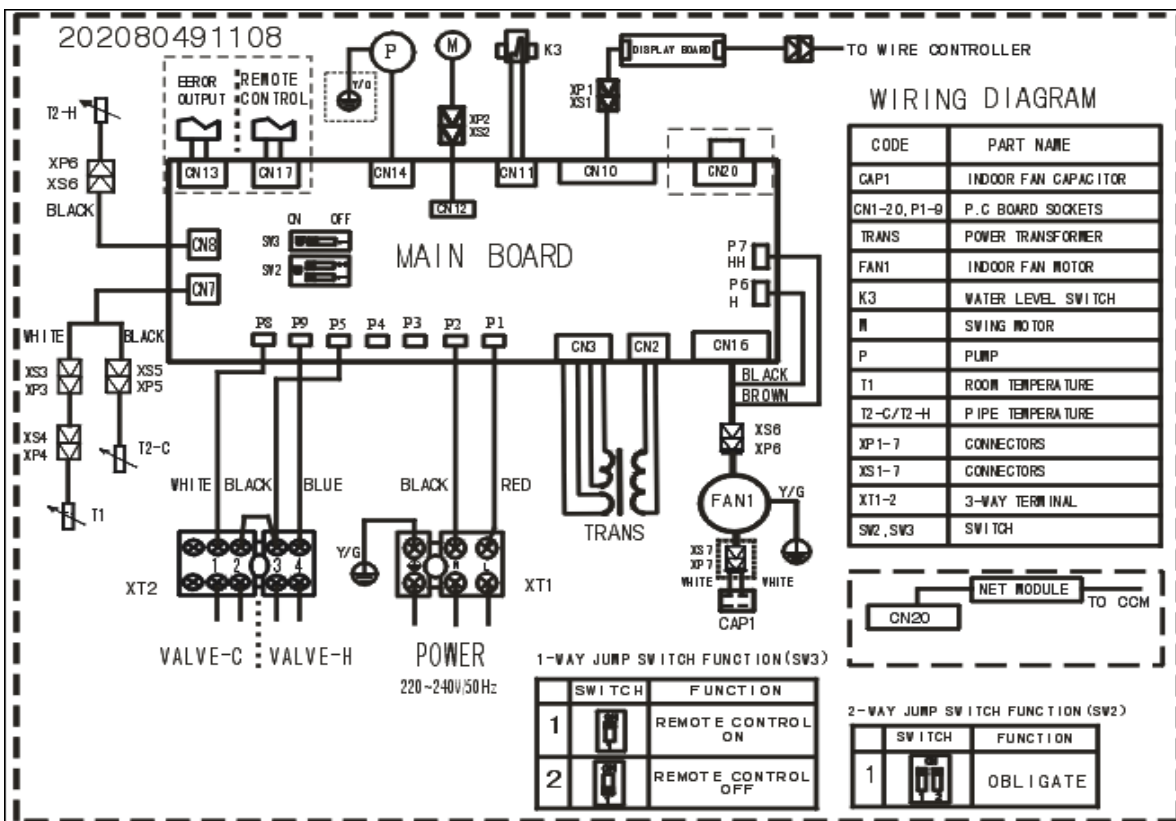 202080491108
EEROR
OUTPUT
REMOTE
CONTROL
T2-H
XP6
XS6
BLACK
Y/G
P
M
XP2
XS2
K3
XP1
XS1
DISPLAY BOARD
TO WIRE CONTROLLER
CN13
CN17
CN14
CN12
CN11
CN10
CN20
CN8
CN7
ON OFF
SW3
SW2
MAIN BOARD
P7
HH
P6
H
P8 P9 P5 P4 P3 P2 P1
CN3
CN2
CN16
BLACK
BROWN
WHITE
BLACK
XS3
XP3
XS5
XP5
XS4
XP4
T2-C
T1
WHITE BLACK BLUE
BLACK RED
XS6
XP6
FAN1
Y/G
TRANS
XS7
XP7
WHITE WHITE
CAP1
XT2
1 2 3 4
Y/G
N L
XT1
VALVE-C VALVE-H
POWER
220~240V/50Hz
WIRING DIAGRAM
CODE PART NAME
CAP1 INDOOR FAN CAPACITOR
CN1-20,P1-9 P.C BOARD SOCKETS
TRANS POWER TRANSFORMER
FAN1 INDOOR FAN MOTOR
K3 WATER LEVEL SWITCH
M SWING MOTOR
P PUMP
T1 ROOM TEMPERATURE
T2-C/T2-H PIPE TEMPERATURE
XP1-7 CONNECTORS
XS1-7 CONNECTORS
XT1-2 3-WAY TERMINAL
SW2,SW3 SWITCH
NET MODULE
CN20
TO CCM
1-WAY JUMP SWITCH FUNCTION(SW3)
SWITCH FUNCTION
1 ON REMOTE CONTROL
ON
2 ON REMOTE CONTROL
OFF
2-WAY JUMP SWITCH FUNCTION(SW2)
SWITCH FUNCTION
1 ON OBLIGATE
1 2